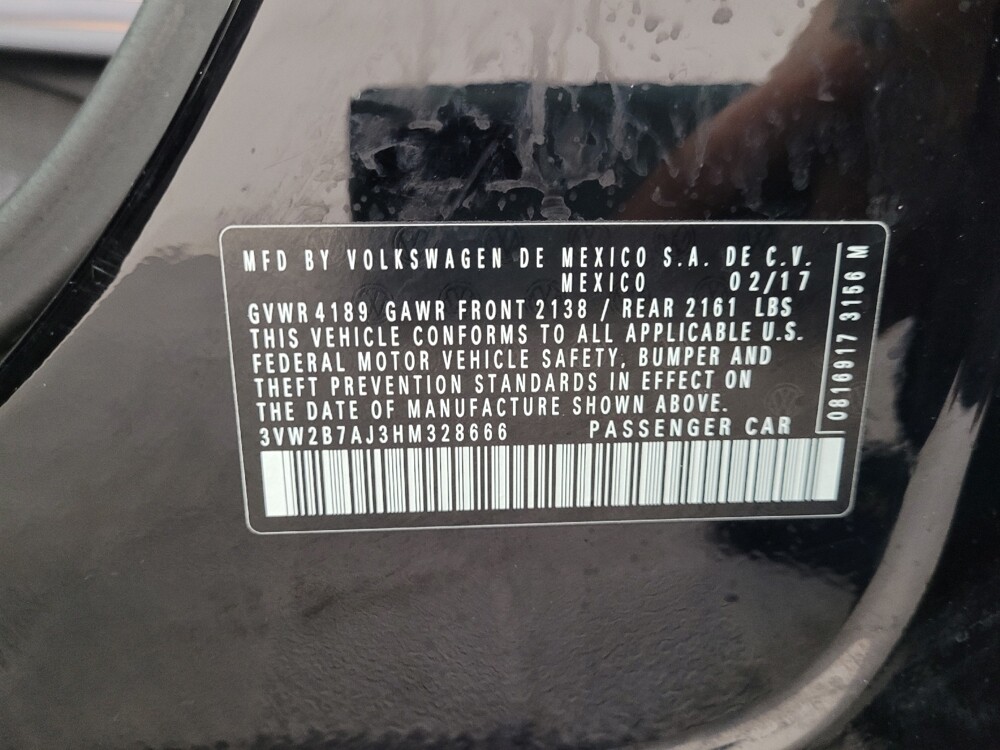 MFD BY VOLKSWAGEN DE MEXICO S.A. DE C.V.
MEXICO 02/17
GVWR 4189 GAWR FRONT 2138 / REAR 2161 LBS
THIS VEHICLE CONFORMS TO ALL APPLICABLE U.S.
FEDERAL MOTOR VEHICLE SAFETY, BUMPER AND
THEFT PREVENTION STANDARDS IN EFFECT ON
THE DATE OF MANUFACTURE SHOWN ABOVE.
3VW2B7AJ3HM328666 PASSENGER CAR
0816917 3156 M